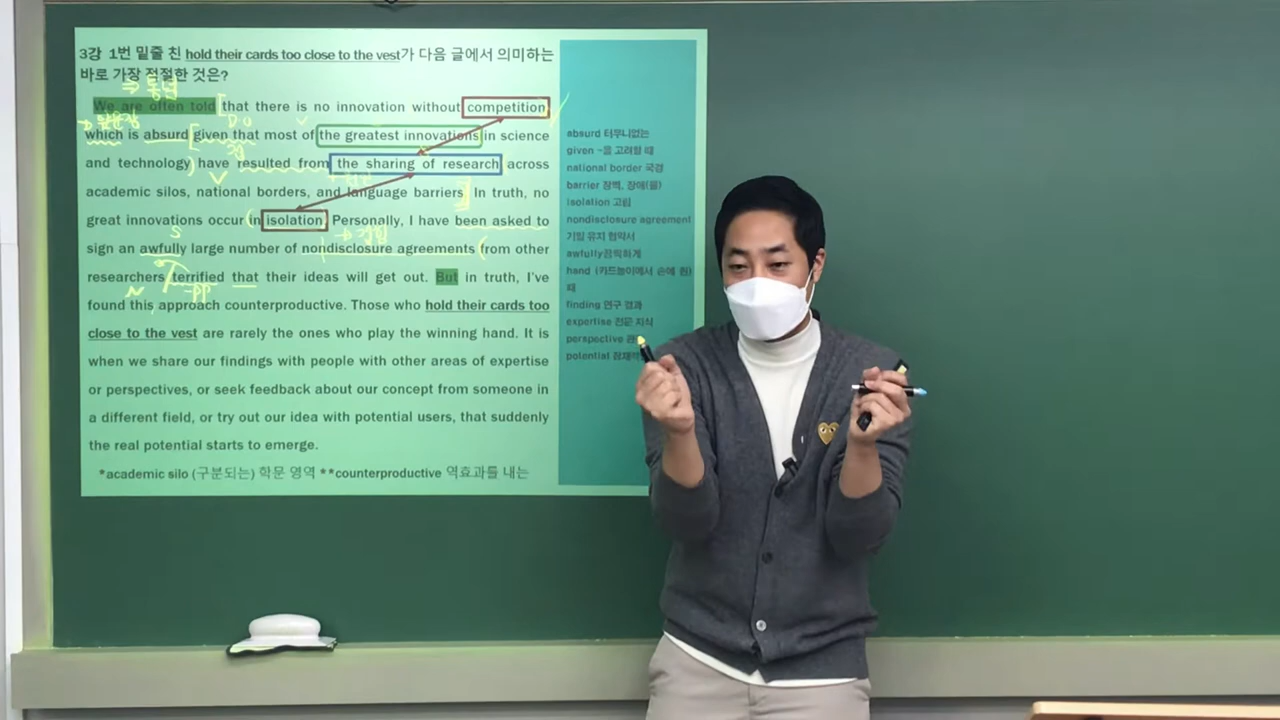 3강 1번 밑줄 친 hold their cards too close to the vest가 다음 글에서 의미하는
바로 가장 적절한 것은?
We are often told that there is no innovation without competition,
which is absurd given that most of the greatest innovations in science
and technology have resulted from the sharing of research across
academic silos, national borders, and language barriers. In truth, no
great innovations occur in isolation. Personally, I have been asked to
sign an awfully large number of nondisclosure agreements from other
researchers terrified that their ideas will get out. But in truth, I've
found this approach counterproductive. Those who hold their cards too
close to the vest are rarely the ones who play the winning hand. It is
when we share our findings with people with other areas of expertise
or perspectives, or seek feedback about our concept from someone in
a different field, or try out our idea with potential users, that suddenly
the real potential starts to emerge.
*academic silo (구분되는) 학문 영역 **counterproductive 역효과를 내는
⇒ 통념
S
absurd 터무니없는
given ~을 고려할 때
national border 국경
barrier 장벽, 장애(물)
isolation 고립
nondisclosure agreement
기밀 유지 협약서
awfully 끔찍하게
hand (카드놀이에서 손에 쥔)
패
finding 연구 결과
expertise 전문 지식
perspective
potential